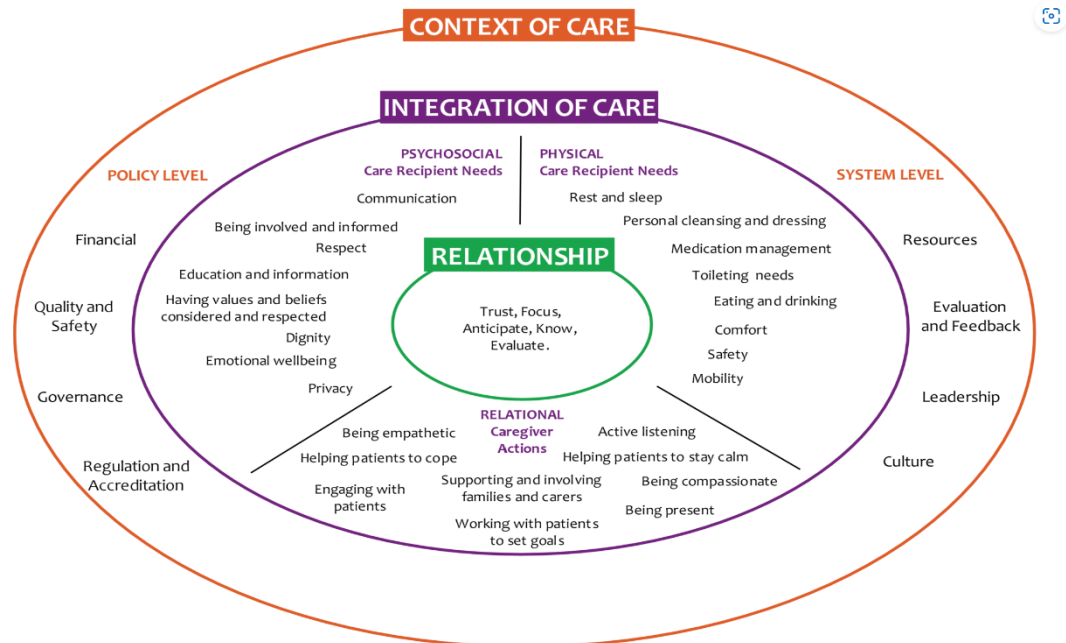 CONTEXT OF CARE
INTEGRATION OF CARE
POLICY LEVEL
Financial
Quality and
Safety
Governance
Regulation and
Accreditation
PSYCHOSOCIAL
Care Recipient Needs
Communication
Being involved and informed
Respect
Education and information
Having values and beliefs
considered and respected
Dignity
Emotional wellbeing
Privacy
PHYSICAL
Care Recipient Needs
Rest and sleep
Personal cleansing and dressing
Medication management
Toileting needs
Eating and drinking
Comfort
Safety
Mobility
SYSTEM LEVEL
Resources
Evaluation
and Feedback
Leadership
Culture
RELATIONSHIP
Trust, Focus,
Anticipate, Know,
Evaluate.
RELATIONAL
Caregiver
Actions
Being empathetic
Helping patients to cope
Engaging with
patients
Supporting and involving
families and carers
Working with patients
to set goals
Active listening
Helping patients to stay calm
Being compassionate
Being present